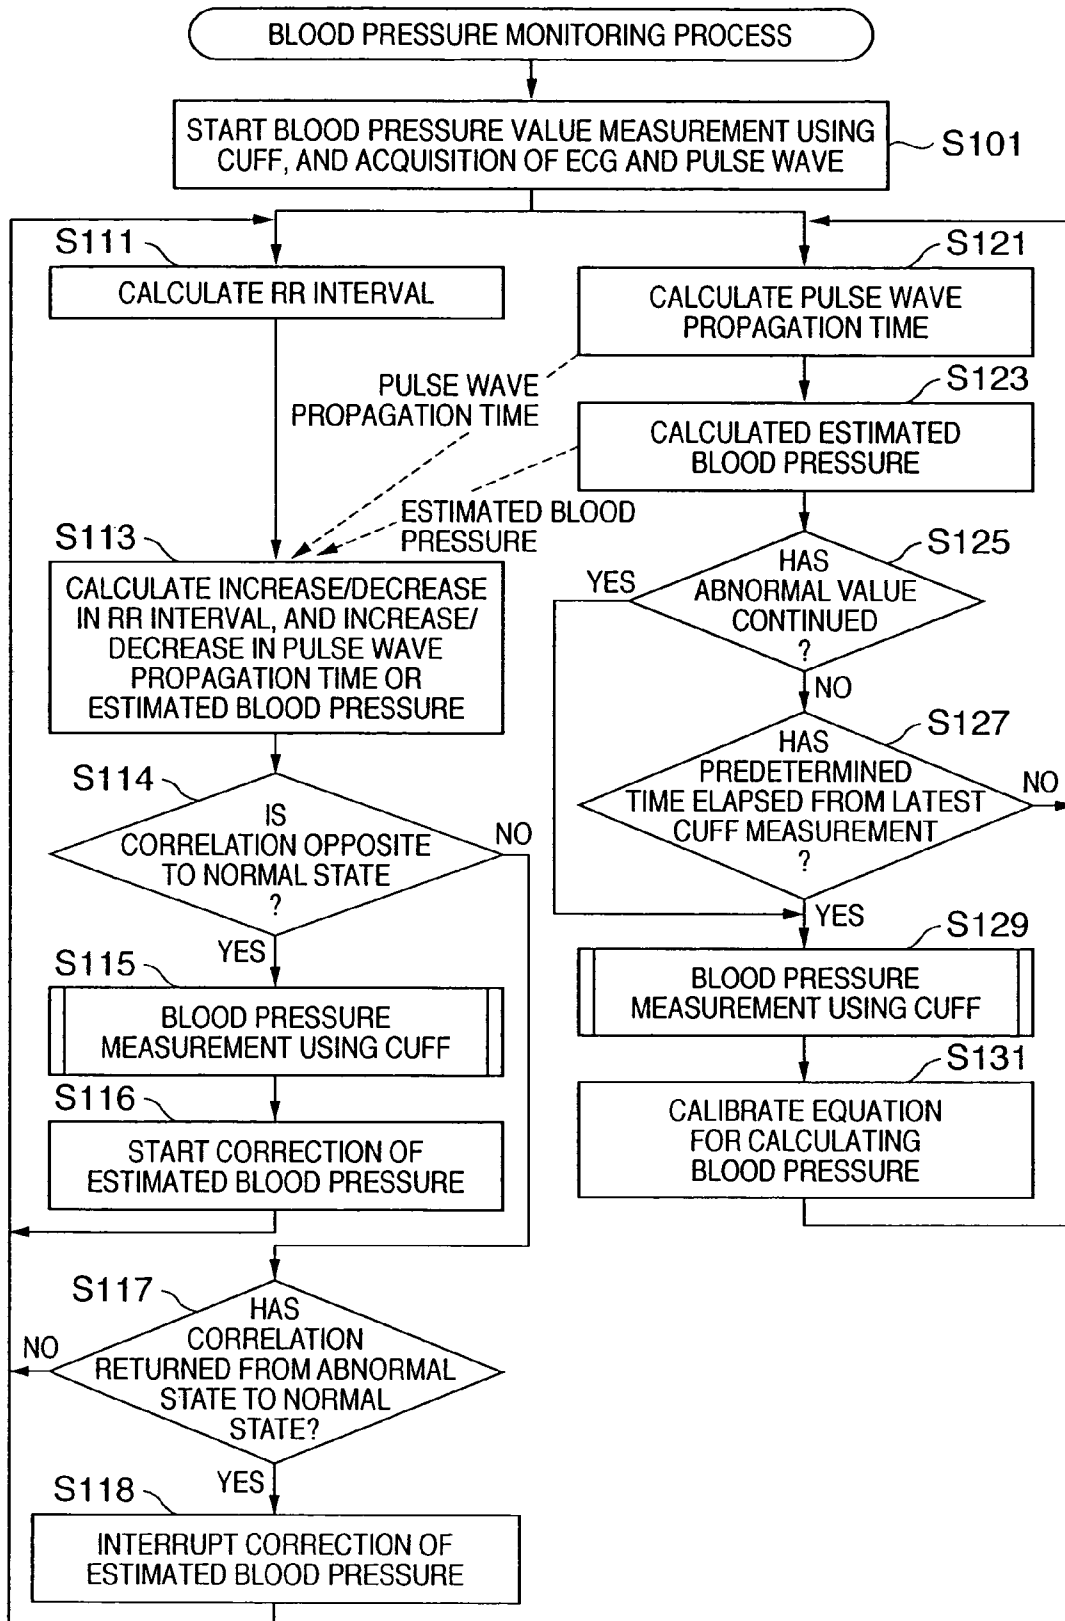 BLOOD PRESSURE MONITORING PROCESS
START BLOOD PRESSURE VALUE MEASUREMENT USING
CUFF, AND ACQUISITION OF ECG AND PULSE WAVE
S101
S111
CALCULATE RR INTERVAL
S121
CALCULATE PULSE WAVE
PROPAGATION TIME
PULSE WAVE
PROPAGATION TIME
S123
CALCULATED ESTIMATED
BLOOD PRESSURE
ESTIMATED BLOOD
PRESSURE
S113
CALCULATE INCREASE/DECREASE
IN RR INTERVAL, AND INCREASE/
DECREASE IN PULSE WAVE
PROPAGATION TIME OR
ESTIMATED BLOOD PRESSURE
S125
HAS
ABNORMAL VALUE
CONTINUED
?
YES
NO
S127
HAS
PREDETERMINED
TIME ELAPSED FROM LATEST
CUFF MEASUREMENT
?
NO
YES
S114
IS
CORRELATION OPPOSITE
TO NORMAL STATE
?
NO
YES
S115
BLOOD PRESSURE
MEASUREMENT USING CUFF
S129
BLOOD PRESSURE
MEASUREMENT USING CUFF
S116
START CORRECTION OF
ESTIMATED BLOOD PRESSURE
S131
CALIBRATE EQUATION
FOR CALCULATING
BLOOD PRESSURE
S117
HAS
CORRELATION
RETURNED FROM ABNORMAL
STATE TO NORMAL
STATE?
NO
YES
S118
INTERRUPT CORRECTION OF
ESTIMATED BLOOD PRESSURE